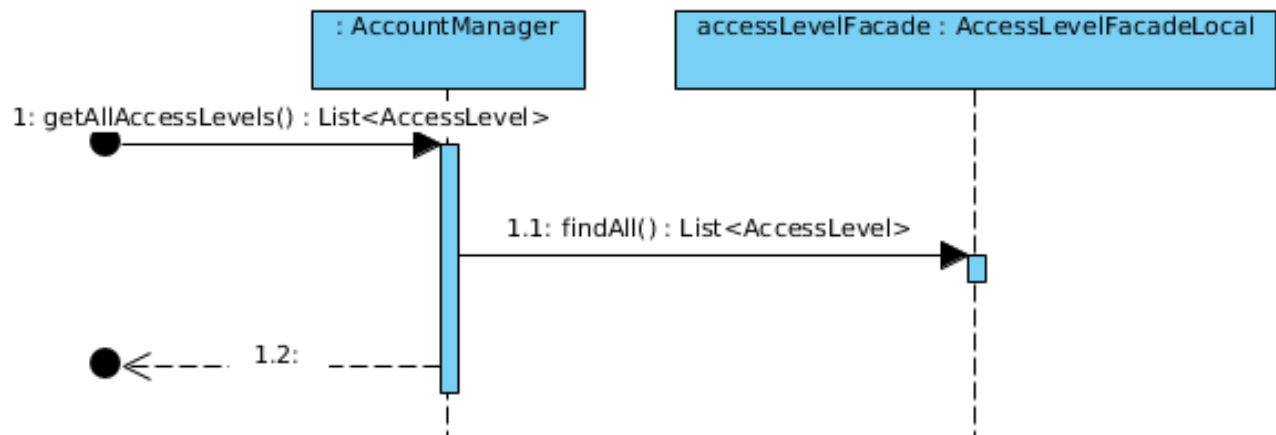 : AccountManager
accessLevelFacade : AccessLevelFacadeLocal
1: getAllAccessLevels() : List<AccessLevel>
1.1: findAll() : List<AccessLevel>
1.2: